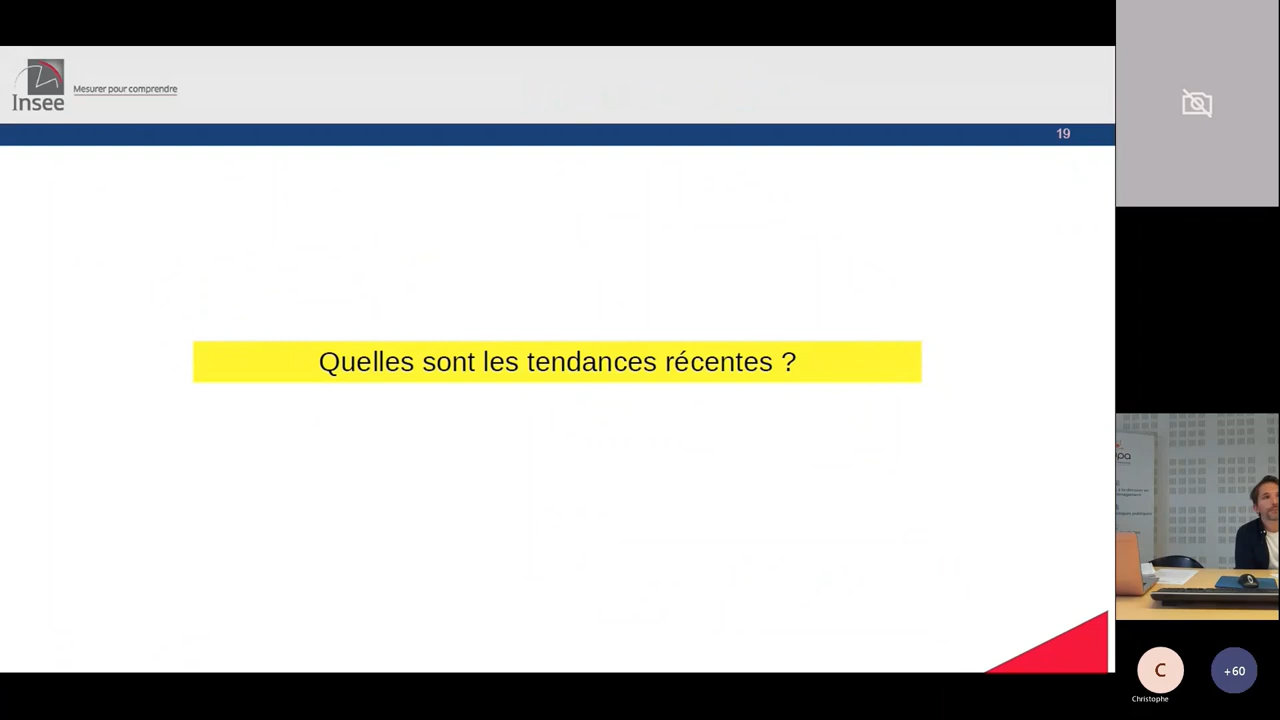 Insee
Mesurer pour comprendre
19
Quelles sont les tendances récentes ?
C
Christophe
+60